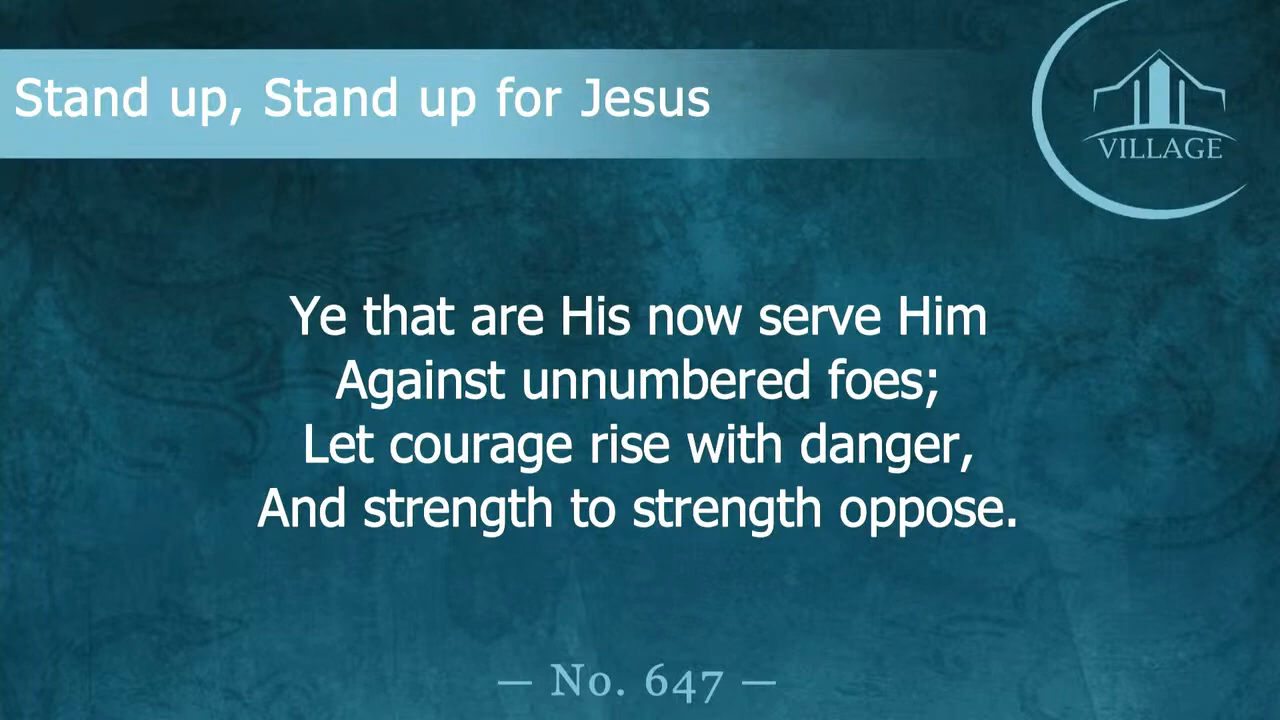 Stand up, Stand up for Jesus
VILLAGE
Ye that are His now serve Him
Against unnumbered foes;
Let courage rise with danger,
And strength to strength oppose.
— No. 647 —